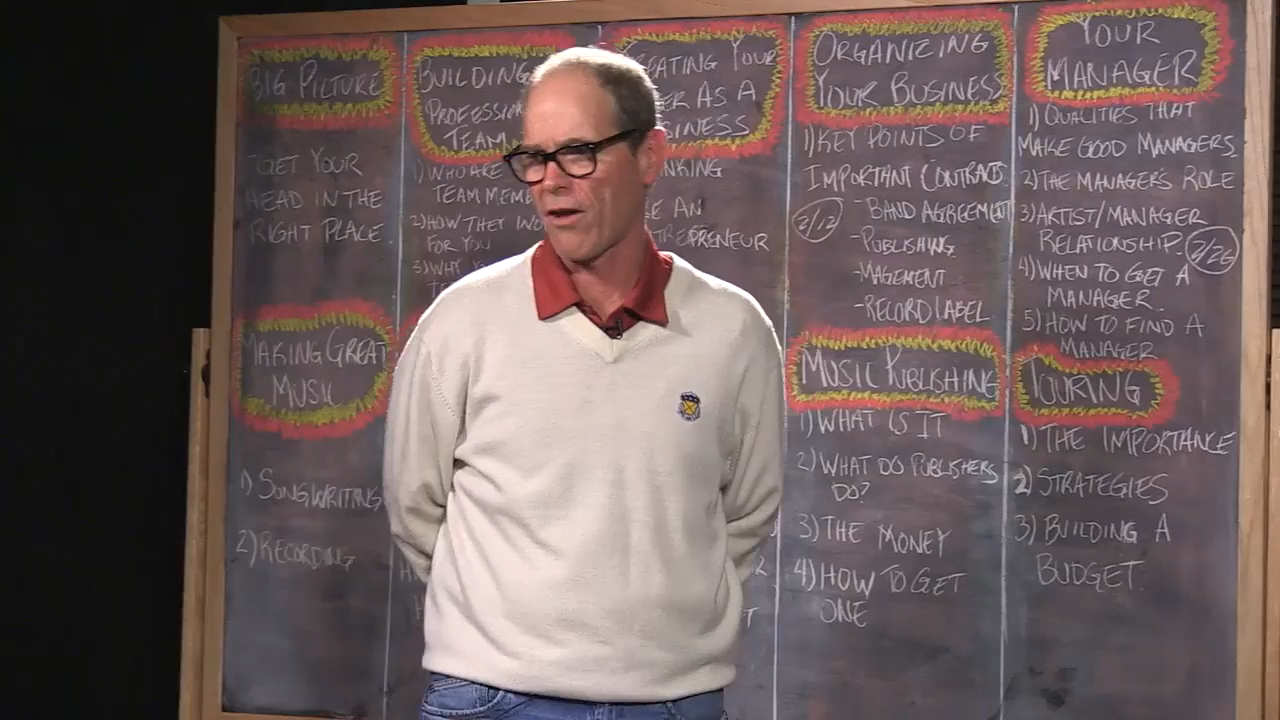 BIG PICTURE
-GET YOUR
HEAD IN THE
RIGHT PLACE
MAKING GREAT
MUSIC
1) SONGWRITING
2) RECORDING
BUILDING
TEAM
1) WHO ARE
TEAM
2) HOW THEY
FOR YOU
3) WHY
YOUR
AS A
AN
ORGANIZING
YOUR BUSINESS
1) KEY POINTS OF
IMPORTANT CONTRACTS
2/12
- BAND AGREEMENT
-PUBLISHING
-MAGEMENT
-RECORD LABEL
MUSIC PUBLISHING
1) WHAT IS IT
2) WHAT DO PUBLISHERS
DO?
3) THE MONEY
4) HOW TO GET
ONE
YOUR
MANAGER
1) QUALITIES THAT
MAKE GOOD MANAGERS
2) THE MANAGER'S ROLE
3) ARTIST/MANAGER
RELATIONSHIP
2/26
4) WHEN TO GET A
MANAGER
5) HOW TO FIND A
MANAGER
TOURING
1) THE IMPORTANCE
2) STRATEGIES
3) BUILDING A
BUDGET